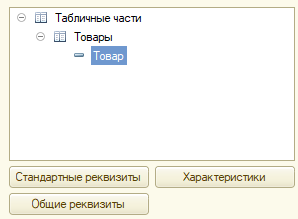 Табличные части
Товары
Товар
Стандартные реквизиты
Характеристики
Общие реквизиты